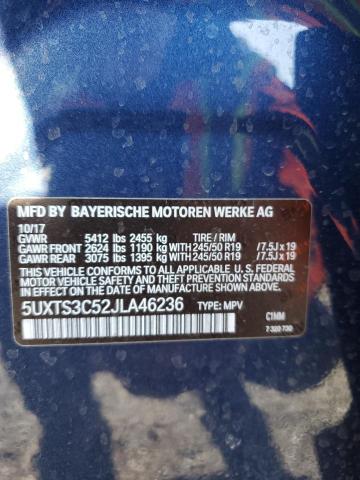 MFD BY BAYERISCHE MOTOREN WERKE AG
10/17
GVWR 5412 lbs 2455 kg TIRE / RIM
GAWR FRONT 2624 lbs 1190 kg WITH 245/50 R19 /7.5J x 19
GAWR REAR 3075 lbs 1395 kg WITH 245/50 R19 /7.5J x 19
THIS VEHICLE CONFORMS TO ALL APPLICABLE FEDERAL
MOTOR VEHICLE SAFETY STANDARDS IN EFFECT ON
THE DATE OF MANUFACTURE SHOWN ABOVE.
5UXTS3C52JLA46236 TYPE: MPV
C1MM
7 320 730